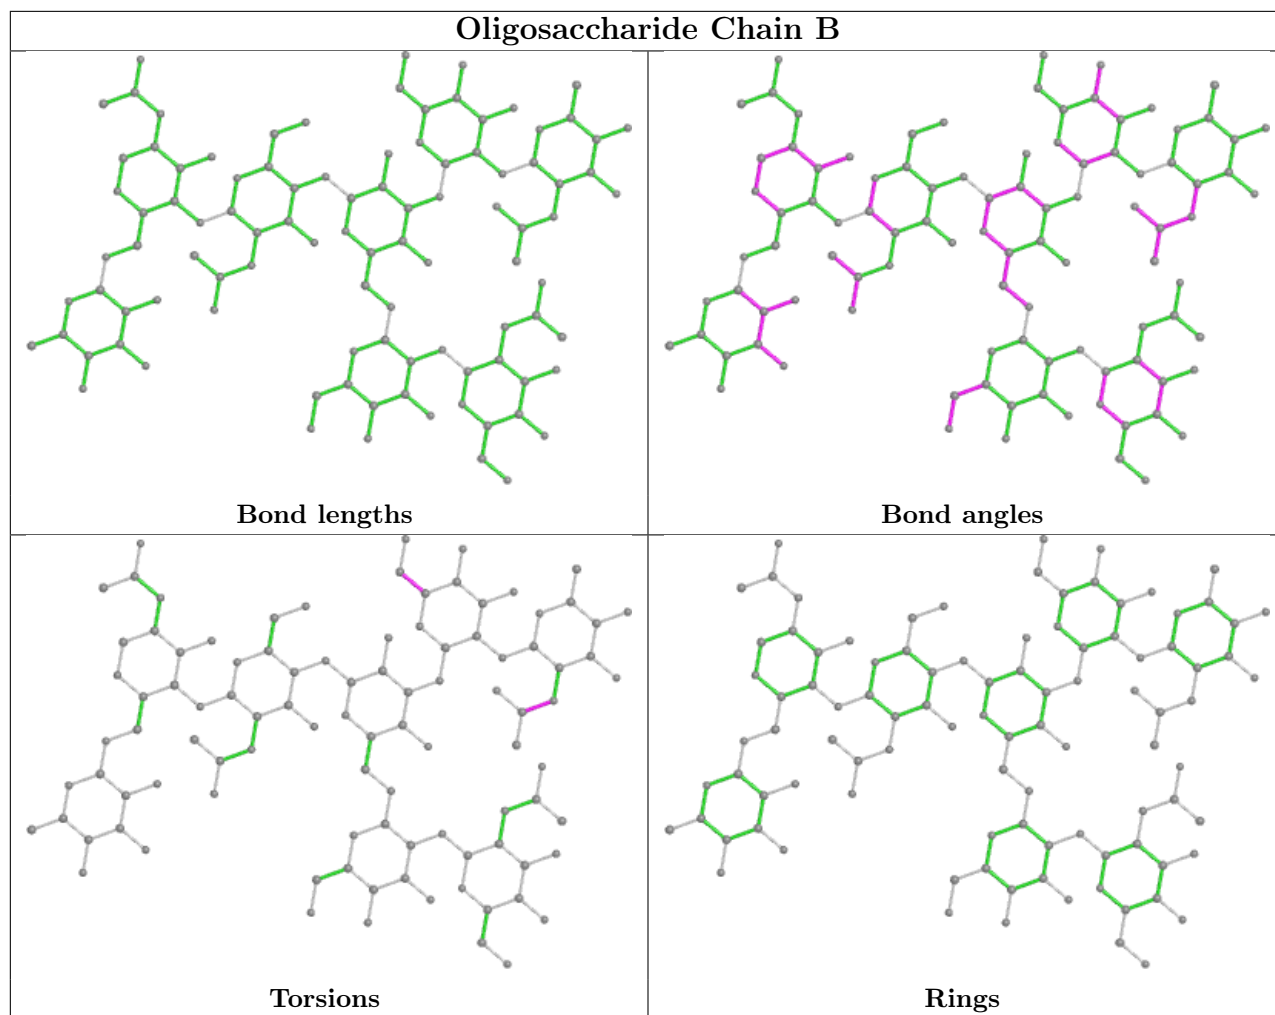 Oligosaccharide Chain B
Bond lengths
Bond angles
Torsions
Rings